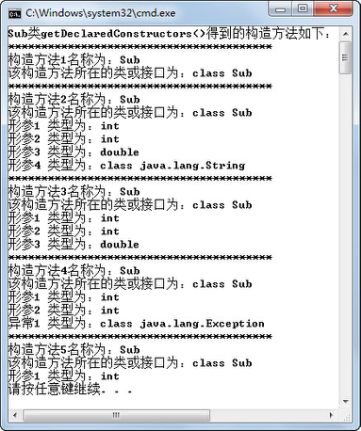 C:\Windows\system32\cmd.exe
Sub类getDeclaredConstructors()得到的构造方法如下：
****************************************
构造方法1名称为：Sub
该构造方法所在的类或接口为：class Sub
****************************************
构造方法2名称为：Sub
该构造方法所在的类或接口为：class Sub
形参1 类型为：int
形参2 类型为：int
形参3 类型为：double
形参4 类型为：class java.lang.String
****************************************
构造方法3名称为：Sub
该构造方法所在的类或接口为：class Sub
形参1 类型为：int
形参2 类型为：int
形参3 类型为：double
****************************************
构造方法4名称为：Sub
该构造方法所在的类或接口为：class Sub
形参1 类型为：int
形参2 类型为：int
异常1 类型为：class java.lang.Exception
****************************************
构造方法5名称为：Sub
该构造方法所在的类或接口为：class Sub
形参1 类型为：int
请按任意键继续. . .